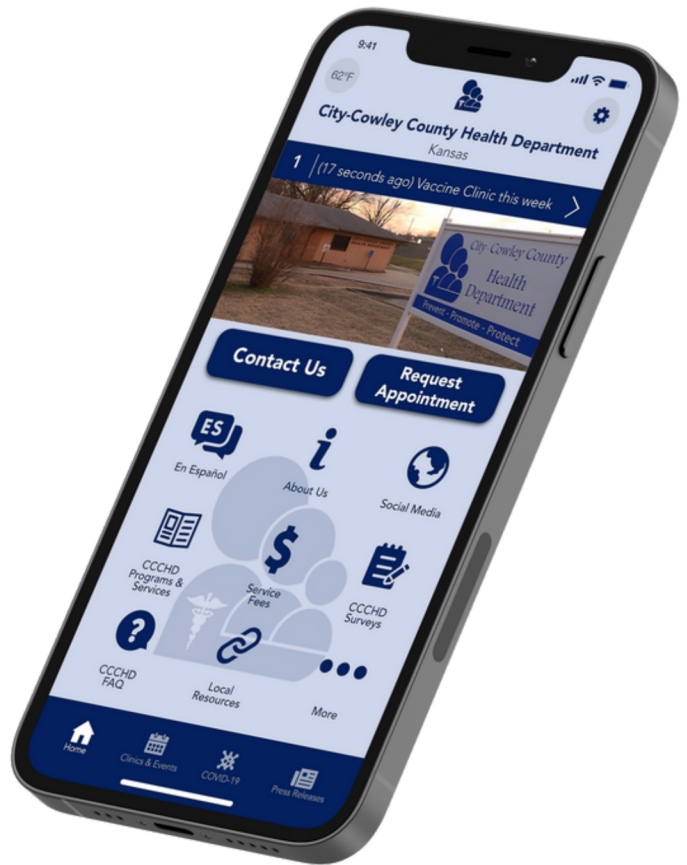 9:41
62°F
City-Cowley County Health Department
Kansas
1 (17 seconds ago) Vaccine Clinic this week
City-Cowley County
Health
Department
Prevent - Promote - Protect
Contact Us
Request
Appointment
ES
En Español
About Us
Social Media
CCCHD
Programs &
Services
Service
Fees
CCCHD
Surveys
CCCHD
FAQ
Local
Resources
More
Home
Clinics & Events
COVID-19
Press Releases